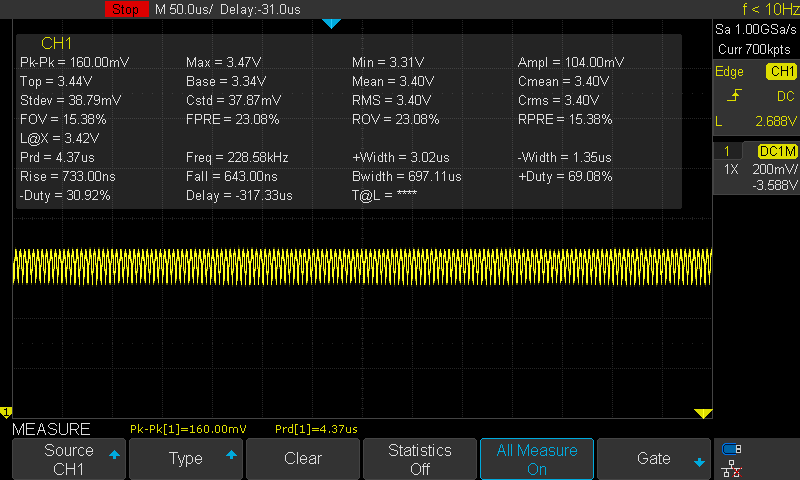 Stop M 50.0us/ Delay:-31.0us f < 10Hz
Sa 1.00GSa/s
Curr 700kpts
CH1
Pk-Pk = 160.00mV Max = 3.47V Min = 3.31V Ampl = 104.00mV
Top = 3.44V Base = 3.34V Mean = 3.40V Cmean = 3.40V
Stdev = 38.79mV Cstd = 37.87mV RMS = 3.40V Crms = 3.40V
FOV = 15.38% FPRE = 23.08% ROV = 23.08% RPRE = 15.38%
L@X = 3.42V
Prd = 4.37us Freq = 228.58kHz +Width = 3.02us -Width = 1.35us
Rise = 733.00ns Fall = 643.00ns Bwidth = 697.11us +Duty = 69.08%
-Duty = 30.92% Delay = -317.33us T@L = ****
Edge CH1
DC
L 2.688V
1 DC1M
1X 200mV/
-3.588V
1
MEASURE Pk-Pk[1]=160.00mV Prd[1]=4.37us
Source
CH1
Type
Clear
Statistics
Off
All Measure
On
Gate